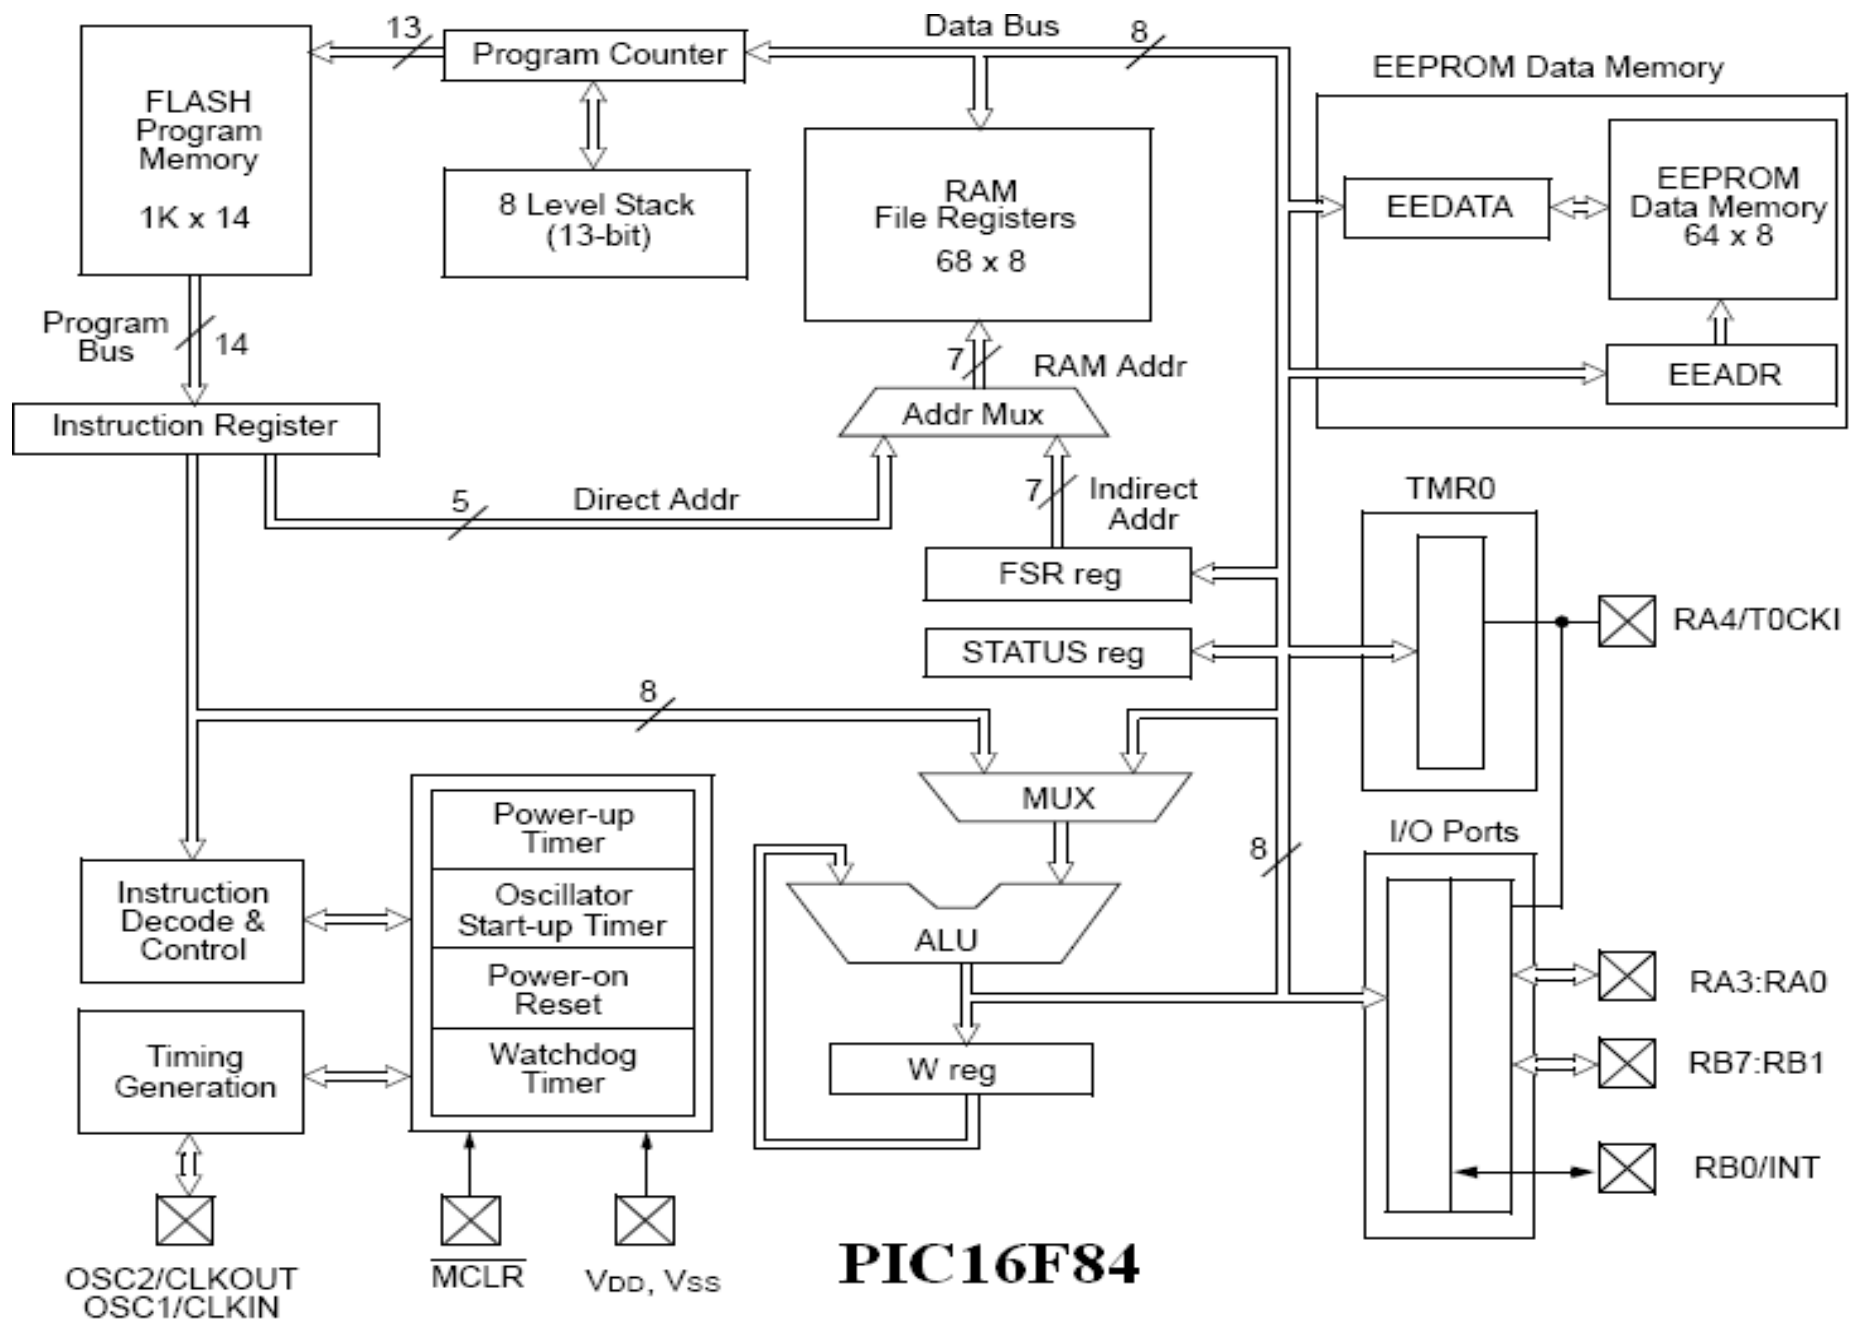 13
Program Counter
Data Bus
8
EEPROM Data Memory
FLASH
Program
Memory
1K x 14
8 Level Stack
(13-bit)
RAM
File Registers
68 x 8
EEDATA
EEPROM
Data Memory
64 x 8
Program
Bus
14
7
RAM Addr
EEADR
Instruction Register
Addr Mux
5
Direct Addr
7
Indirect
Addr
TMR0
FSR reg
RA4/T0CKI
STATUS reg
8
MUX
Power-up
Timer
8
I/O Ports
Instruction
Decode &
Control
Oscillator
Start-up Timer
ALU
Power-on
Reset
RA3:RA0
Timing
Generation
Watchdog
Timer
W reg
RB7:RB1
RB0/INT
OSC2/CLKOUT
OSC1/CLKIN
MCLR
VDD, VSS
PIC16F84